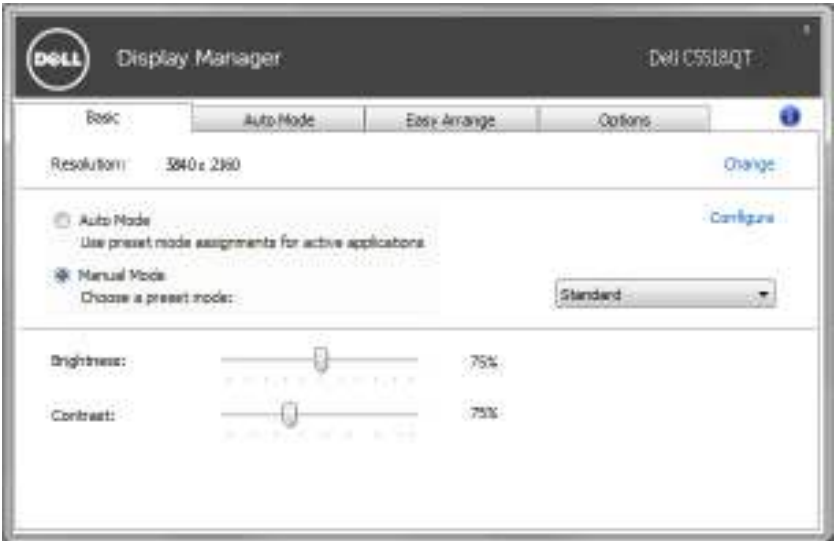 DELL Display Manager Dell C5518QT
Basic Auto Mode Easy Arrange Options
Resolution: 3840 x 2160 Change
Auto Mode Configure
Use preset mode assignments for active applications
Manual Mode
Choose a preset mode: Standard
Brightness: 75%
Contrast: 75%